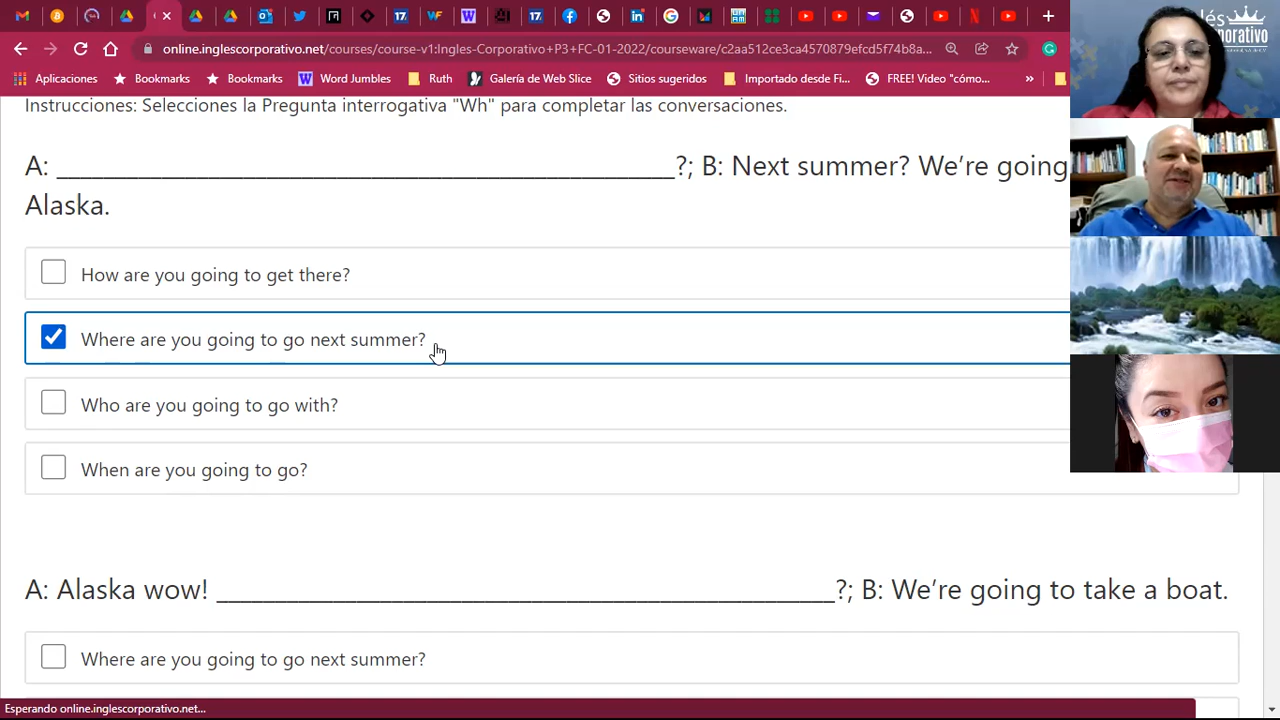 online.inglescorporativo.net/courses/course-v1:Ingles-Corporativo+P3+FC-01-2022/courseware/c2aa512ce3ca4570879efcd5f74b8a...
Aplicaciones Bookmarks Bookmarks Word Jumbles Ruth Galería de Web Slice Sitios sugeridos Importado desde Fi... FREE! Video "cómo... »
Instrucciones: Selecciones la Pregunta interrogativa "Wh" para completar las conversaciones.
A: ______________________________________________?; B: Next summer? We’re going
Alaska.
How are you going to get there?
Where are you going to go next summer?
Who are you going to go with?
When are you going to go?
A: Alaska wow! ______________________________________________?; B: We’re going to take a boat.
Where are you going to go next summer?
Esperando online.inglescorporativo.net...